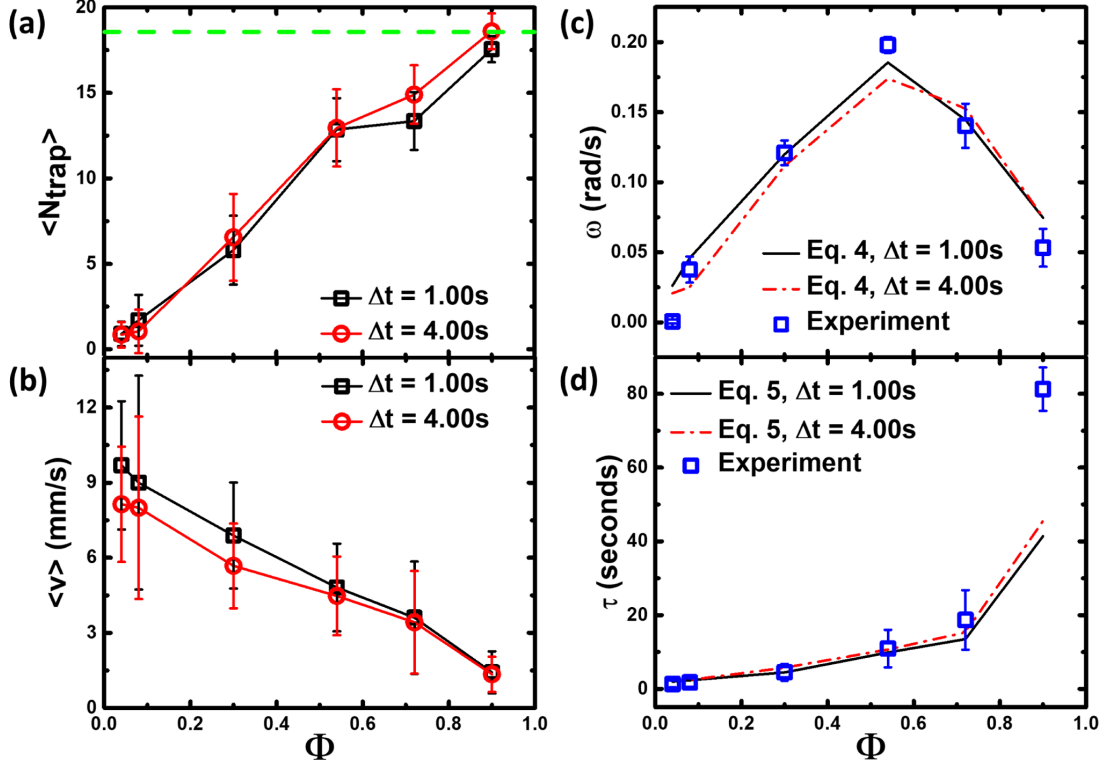 (a)
20
15
10
5
0
<N_trap>
Δt = 1.00s
Δt = 4.00s
(b)
12
9
6
3
0
<v> (mm/s)
Δt = 1.00s
Δt = 4.00s
0.0 0.2 0.4 0.6 0.8 1.0
Φ
(c)
0.20
0.15
0.10
0.05
0.00
ω (rad/s)
Eq. 4, Δt = 1.00s
Eq. 4, Δt = 4.00s
Experiment
(d)
80
60
40
20
0
τ (seconds)
Eq. 5, Δt = 1.00s
Eq. 5, Δt = 4.00s
Experiment
0.0 0.2 0.4 0.6 0.8 1.0
Φ